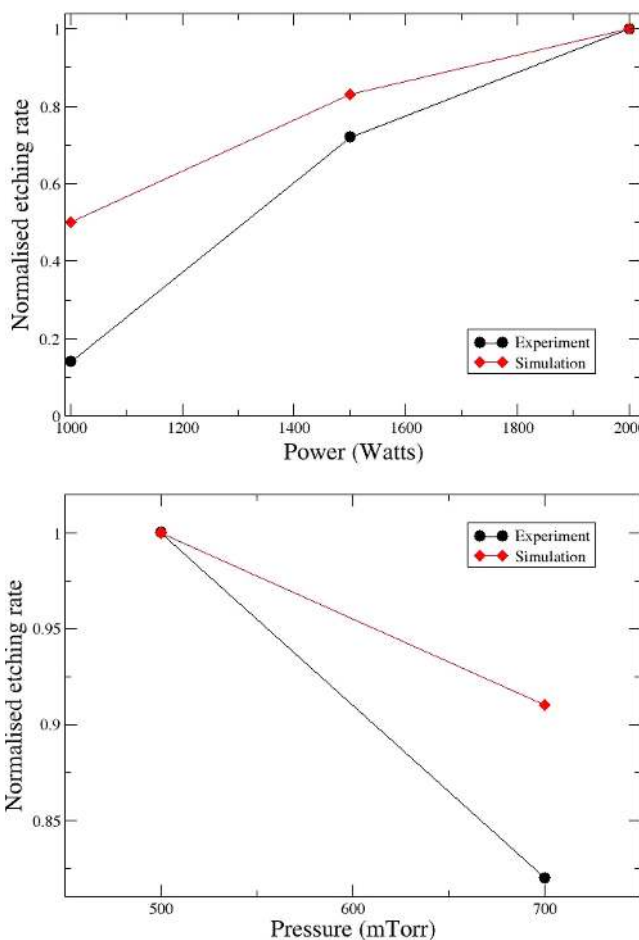 1
0.8
0.6
0.4
0.2
0
Normalised etching rate
Experiment
Simulation
1000 1200 1400 1600 1800 2000
Power (Watts)
1
0.95
0.9
0.85
Normalised etching rate
Experiment
Simulation
500 600 700
Pressure (mTorr)